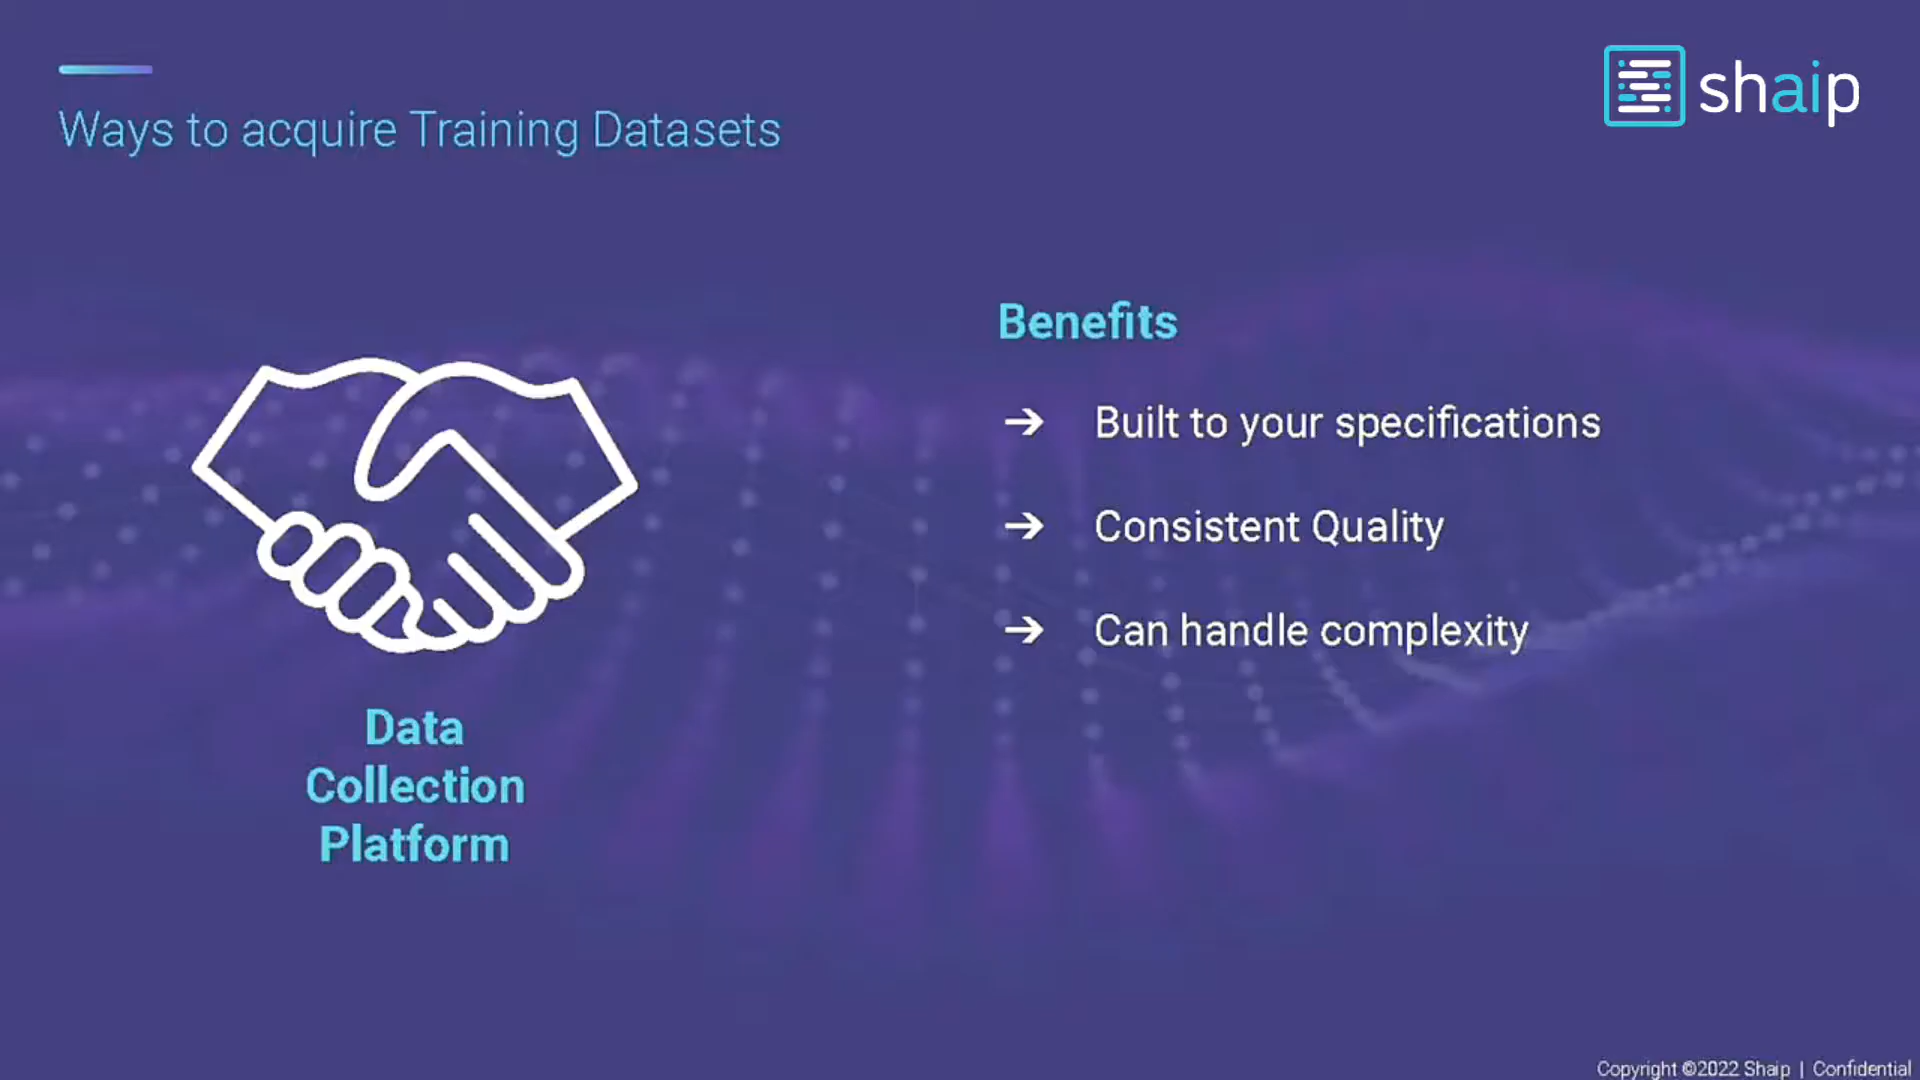 shaip
Ways to acquire Training Datasets
Benefits
➔ Built to your specifications
➔ Consistent Quality
➔ Can handle complexity
Data
Collection
Platform
Copyright ©2022 Shaip | Confidential